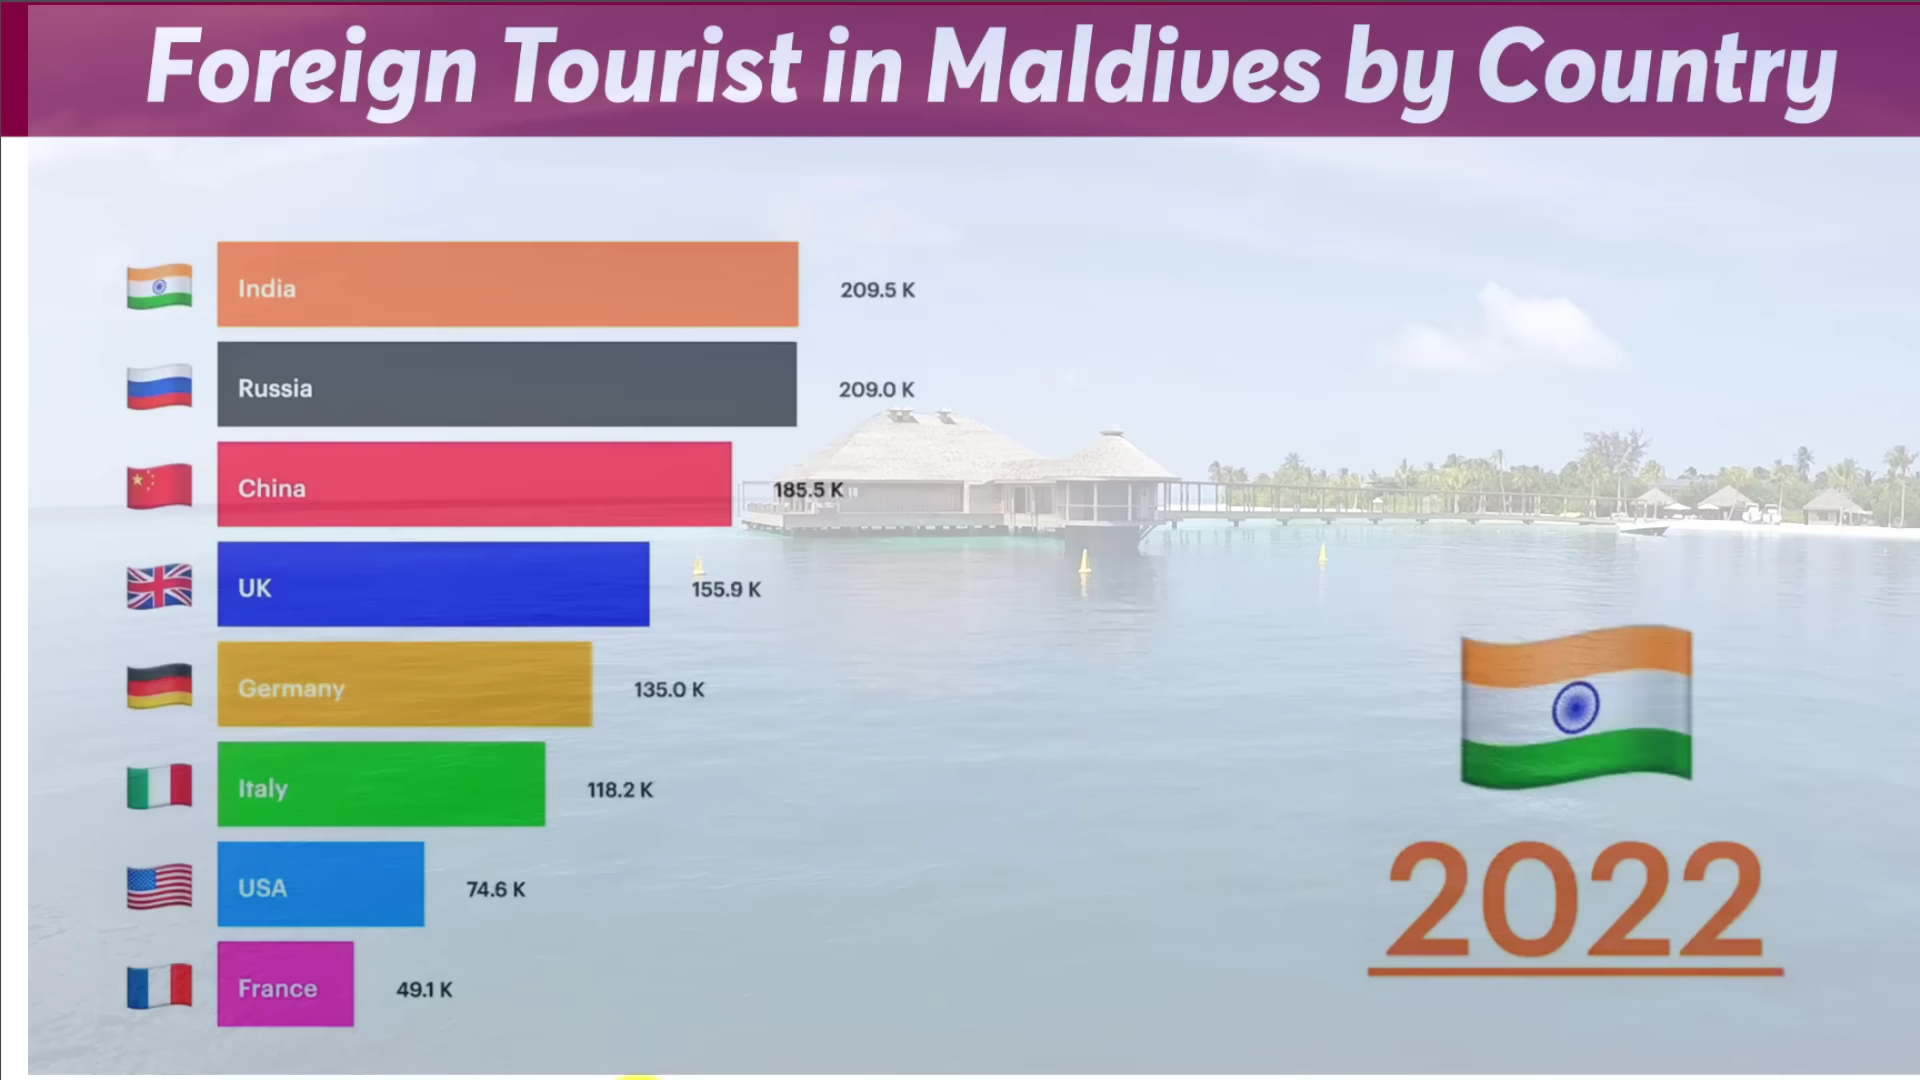 Foreign Tourist in Maldives by Country
India 209.5 K
Russia 209.0 K
China 185.5 K
UK 155.9 K
Germany 135.0 K
Italy 118.2 K
USA 74.6 K
France 49.1 K
2022